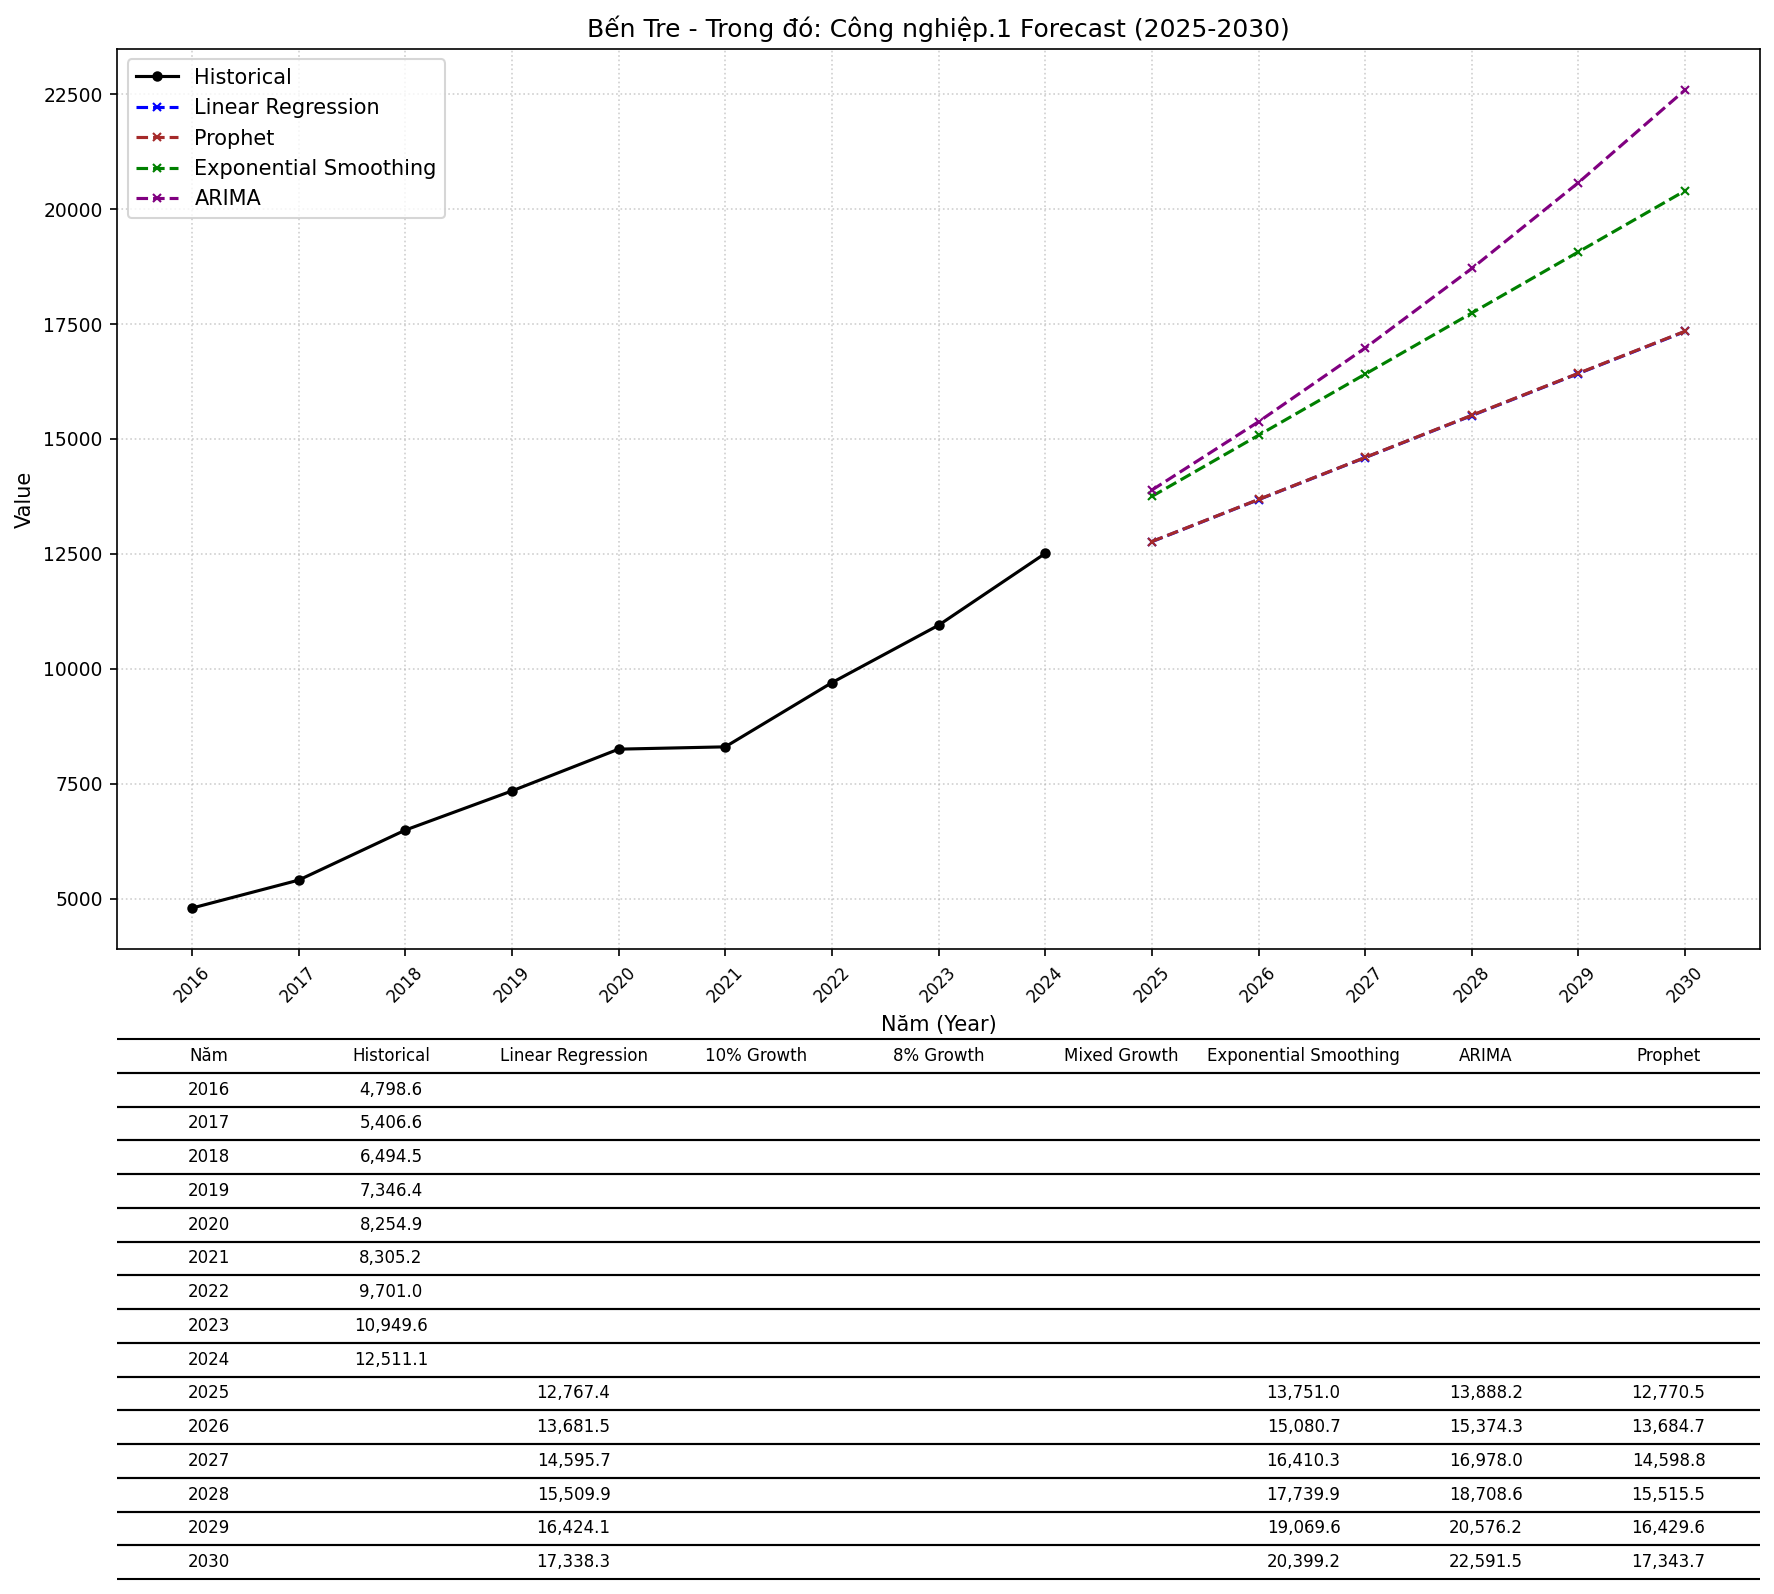 Bến Tre - Trong đó: Công nghiệp.1 Forecast (2025-2030)
Historical
Linear Regression
Prophet
Exponential Smoothing
ARIMA
Value
22500
20000
17500
15000
12500
10000
7500
5000
2016 2017 2018 2019 2020 2021 2022 2023 2024 2025 2026 2027 2028 2029 2030
Năm (Year)
Năm Historical Linear Regression 10% Growth 8% Growth Mixed Growth Exponential Smoothing ARIMA Prophet
2016 4,798.6
2017 5,406.6
2018 6,494.5
2019 7,346.4
2020 8,254.9
2021 8,305.2
2022 9,701.0
2023 10,949.6
2024 12,511.1
2025 12,767.4 13,751.0 13,888.2 12,770.5
2026 13,681.5 15,080.7 15,374.3 13,684.7
2027 14,595.7 16,410.3 16,978.0 14,598.8
2028 15,509.9 17,739.9 18,708.6 15,515.5
2029 16,424.1 19,069.6 20,576.2 16,429.6
2030 17,338.3 20,399.2 22,591.5 17,343.7